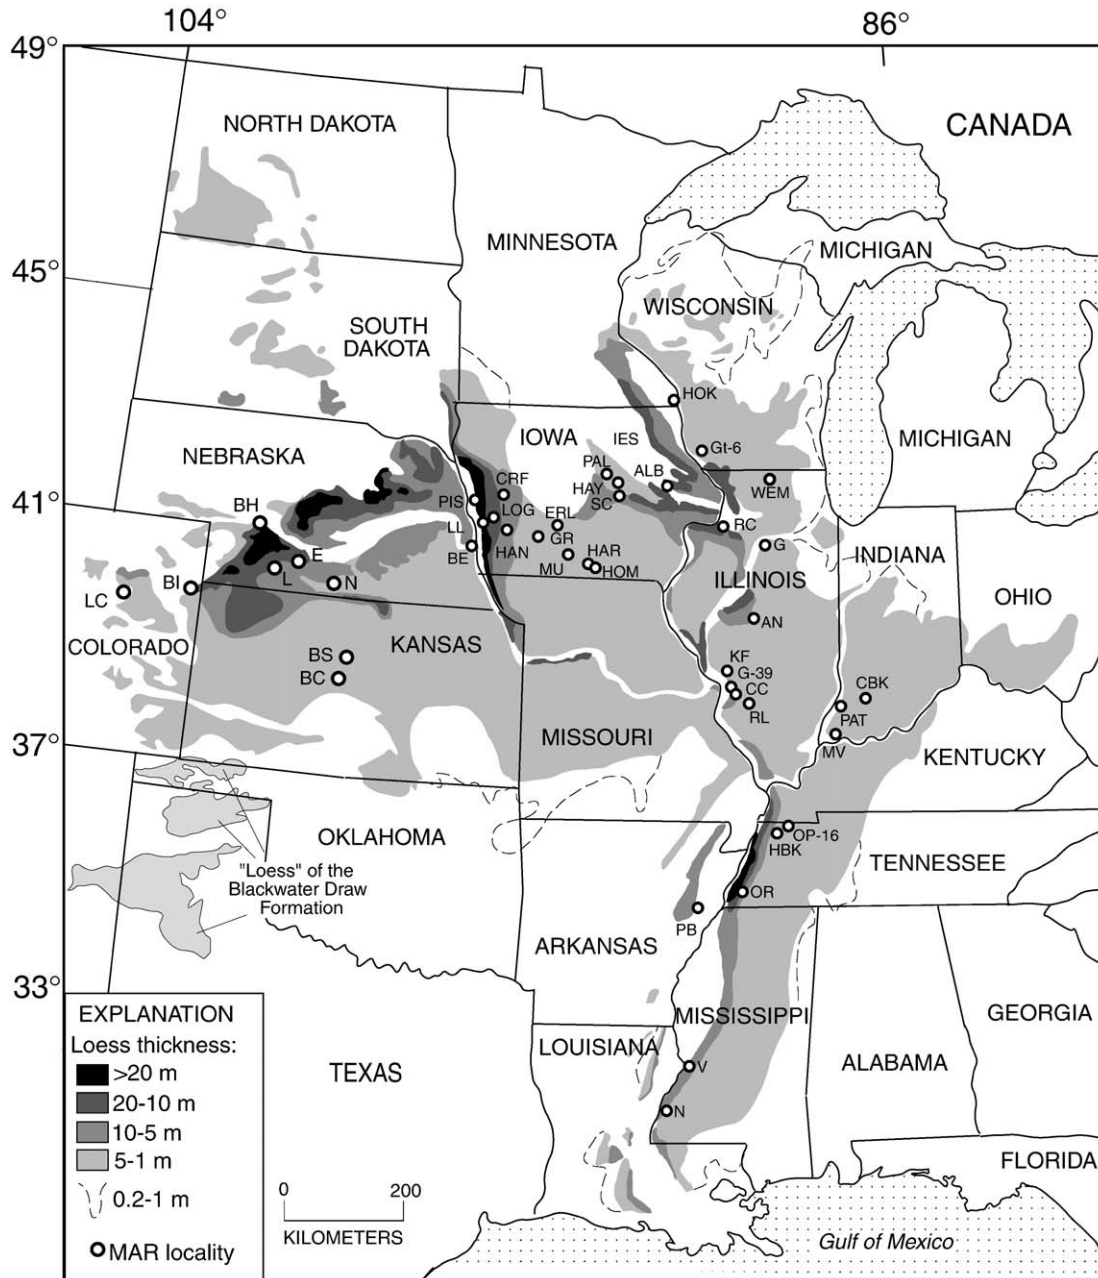 104° 86°
49°
CANADA
NORTH DAKOTA
MINNESOTA
MICHIGAN
45°
WISCONSIN
SOUTH
DAKOTA
HOK
IOWA
IES
MICHIGAN
Gt-6
NEBRASKA
PAL
ALB
CRF
HAY
WEM
41°
PIS
SC
BH
LOG
ERL
RC
LL
GR
G
BE
HAN
INDIANA
E
MU
HAR
L
N
HOM
ILLINOIS
BI
LC
OHIO
AN
COLORADO
KANSAS
BS
KF
BC
G-39
CBK
CC
RL
PAT
37°
MISSOURI
MV
KENTUCKY
OKLAHOMA
OP-16
HBK
TENNESSEE
"Loess" of the
Blackwater Draw
Formation
OR
PB
ARKANSAS
33°
MISSISSIPPI
GEORGIA
LOUISIANA
ALABAMA
TEXAS
V
N
FLORIDA
Gulf of Mexico
EXPLANATION
Loess thickness:
>20 m
20-10 m
10-5 m
5-1 m
0.2-1 m
MAR locality
0 200
KILOMETERS